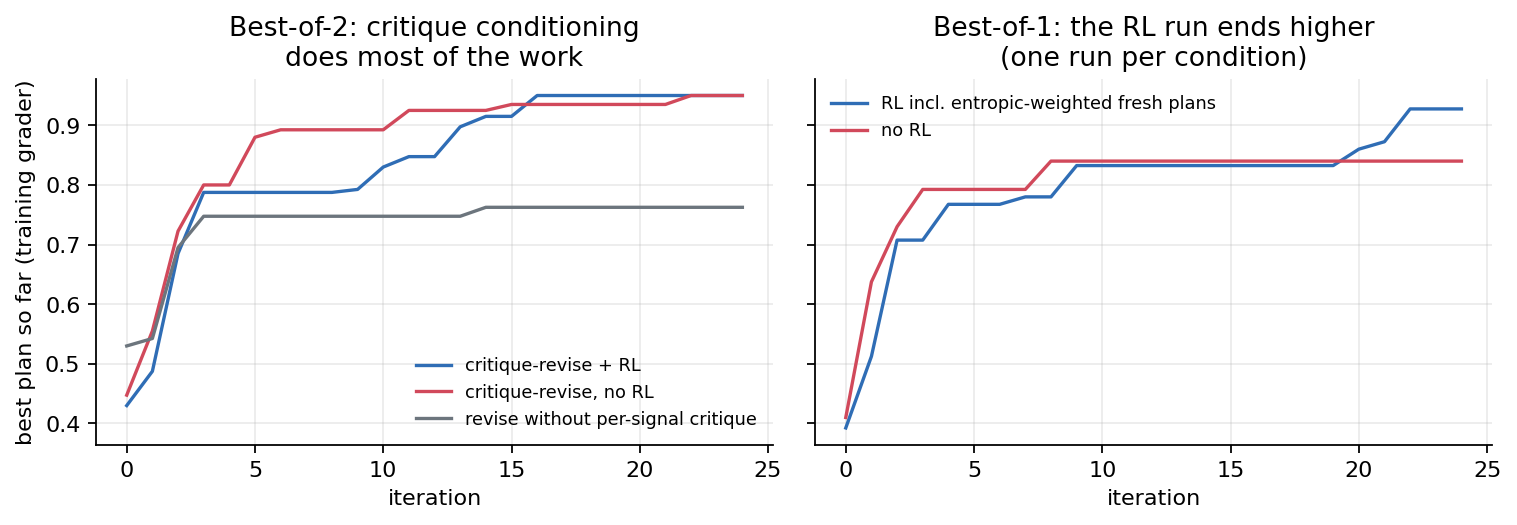 Best-of-2: critique conditioning
does most of the work
best plan so far (training grader)
0.9
0.8
0.7
0.6
0.5
0.4
critique-revise + RL
critique-revise, no RL
revise without per-signal critique
0
5
10
15
20
25
iteration
Best-of-1: the RL run ends higher
(one run per condition)
RL incl. entropic-weighted fresh plans
no RL
0
5
10
15
20
25
iteration